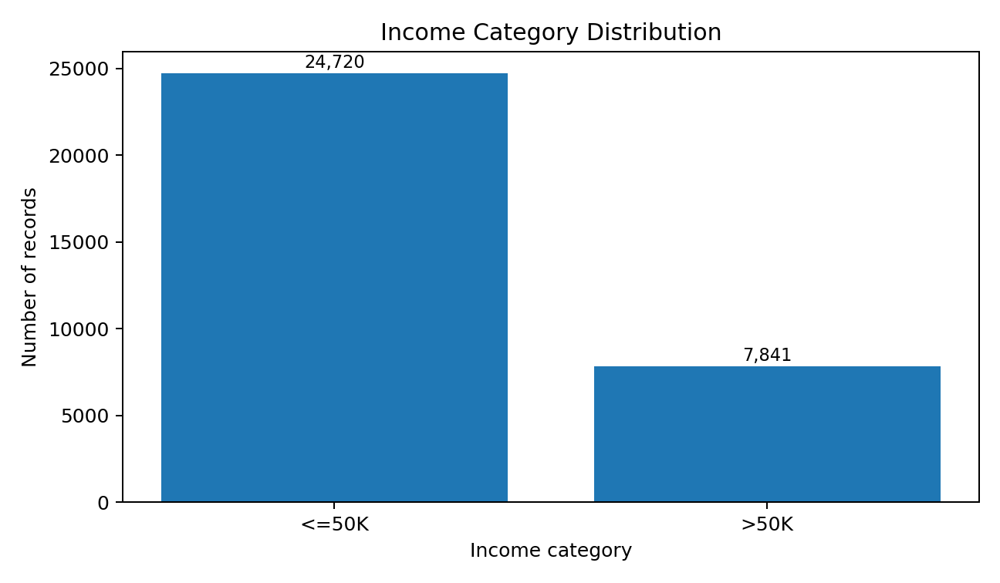 Income Category Distribution
24,720
7,841
25000
20000
15000
10000
5000
0
Number of records
<=50K
>50K
Income category